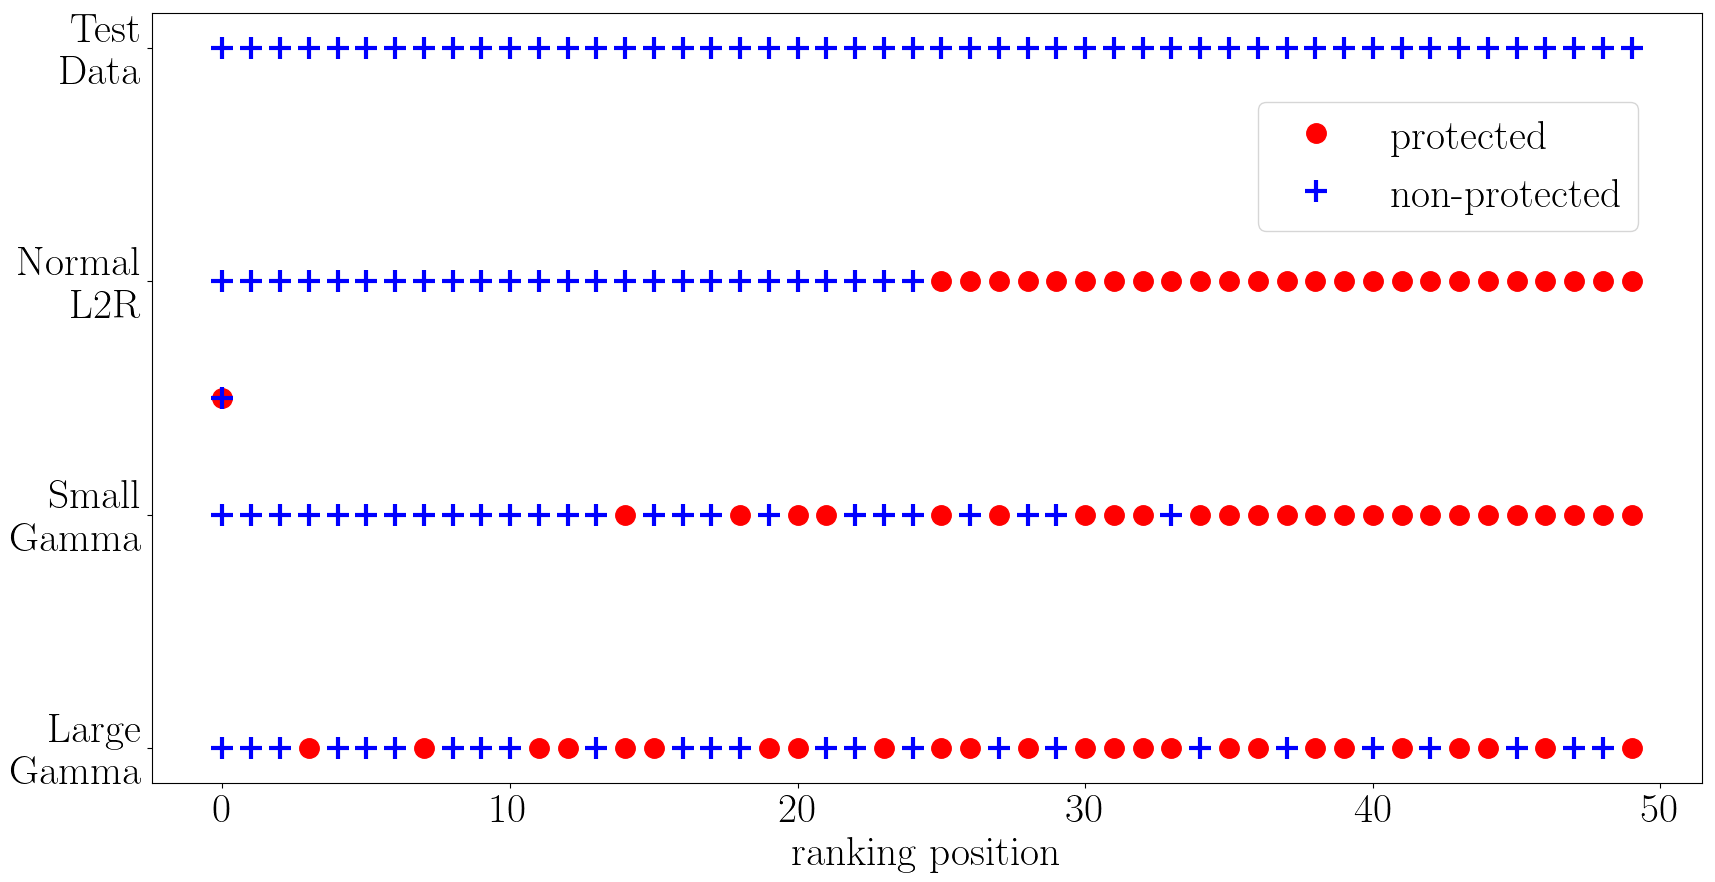 Test
Data
protected
non-protected
Normal
L2R
Small
Gamma
Large
Gamma
0 10 20 30 40 50
ranking position